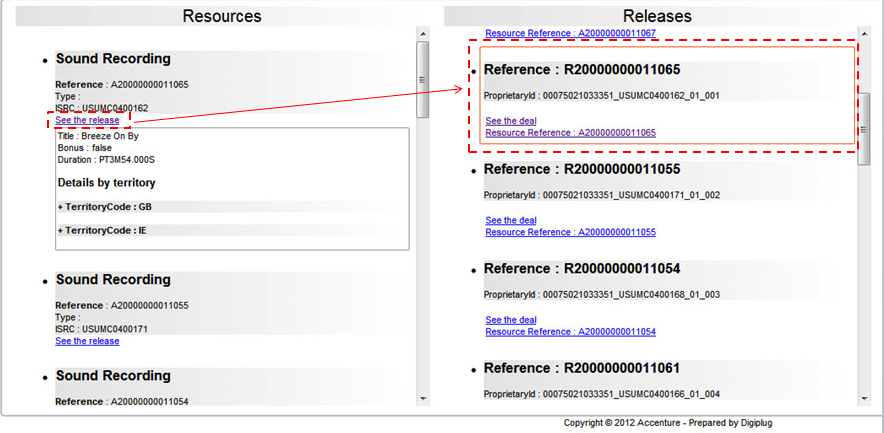 Resources
Sound Recording
Reference : A20000000011065
Type :
ISRC : USUMC0400162
See the release
Title : Breeze On By
Bonus : false
Duration : PT3M54.000S
Details by territory
+ TerritoryCode : GB
+ TerritoryCode : IE
Sound Recording
Reference : A20000000011055
Type :
ISRC : USUMC0400171
See the release
Sound Recording
Reference : A20000000011054
Releases
Resource Reference : A20000000011067
Reference : R20000000011065
ProprietaryId : 00075021033351_USUMC0400162_01_001
See the deal
Resource Reference : A20000000011065
Reference : R20000000011055
ProprietaryId : 00075021033351_USUMC0400171_01_002
See the deal
Resource Reference : A20000000011055
Reference : R20000000011054
ProprietaryId : 00075021033351_USUMC0400168_01_003
See the deal
Resource Reference : A20000000011054
Reference : R20000000011061
ProprietaryId : 00075021033351_USUMC0400166_01_004
Copyright © 2012 Accenture - Prepared by Digiplug